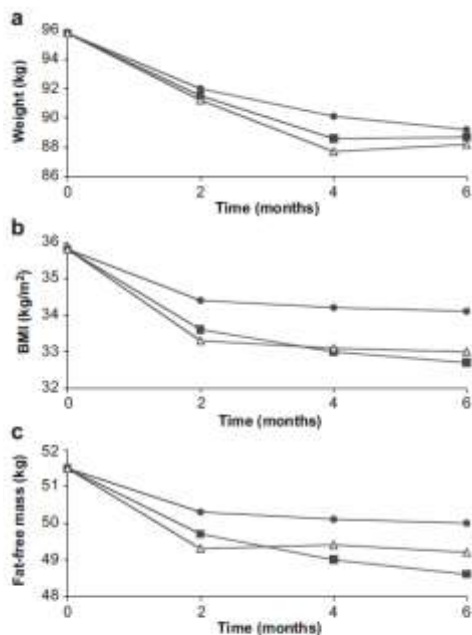 a
Weight (kg)
96
94
92
90
88
86
0 2 4 6
Time (months)
b
BMI (kg/m²)
36
35
34
33
32
0 2 4 6
Time (months)
c
Fat-free mass (kg)
52
51
50
49
48
0 2 4 6
Time (months)